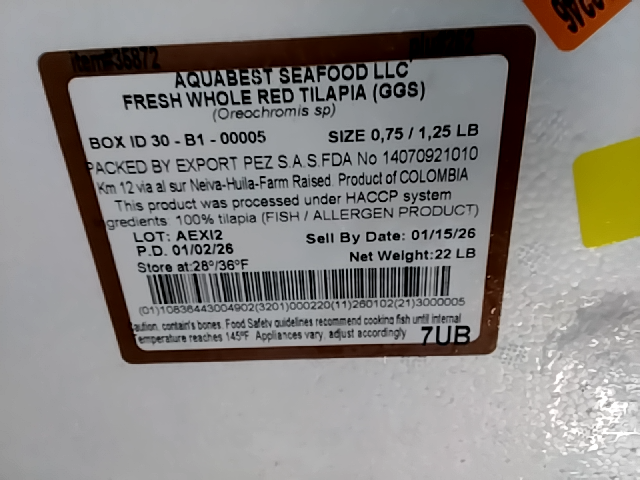 item#35872
AQUABEST SEAFOOD LLC
FRESH WHOLE RED TILAPIA (GGS)
(Oreochromis sp)
BOX ID 30 - B1 - 00005 SIZE 0,75 / 1,25 LB
PACKED BY EXPORT PEZ S.A.S.FDA No 14070921010
Km 12 via al sur Neiva-Huila-Farm Raised. Product of COLOMBIA
This product was processed under HACCP system
gredients: 100% tilapia (FISH / ALLERGEN PRODUCT)
LOT: AEXI2 Sell By Date: 01/15/26
P.D. 01/02/26 Net Weight:22 LB
Store at:28°/36°F
(01)10836443004902(3201)000220(11)260102(21)3000005
aution, contain's bones. Food Safety guidelines recommend cooking fish until internal
emperature reaches 145ºF. Appliances vary, adjust accordingly 7UB